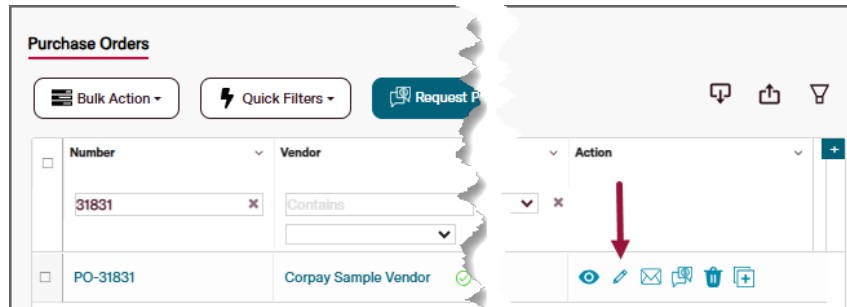 Purchase Orders
Bulk Action
Quick Filters
Request P
Number
Vendor
Action
+
31831
Contains
PO-31831
Corpay Sample Vendor